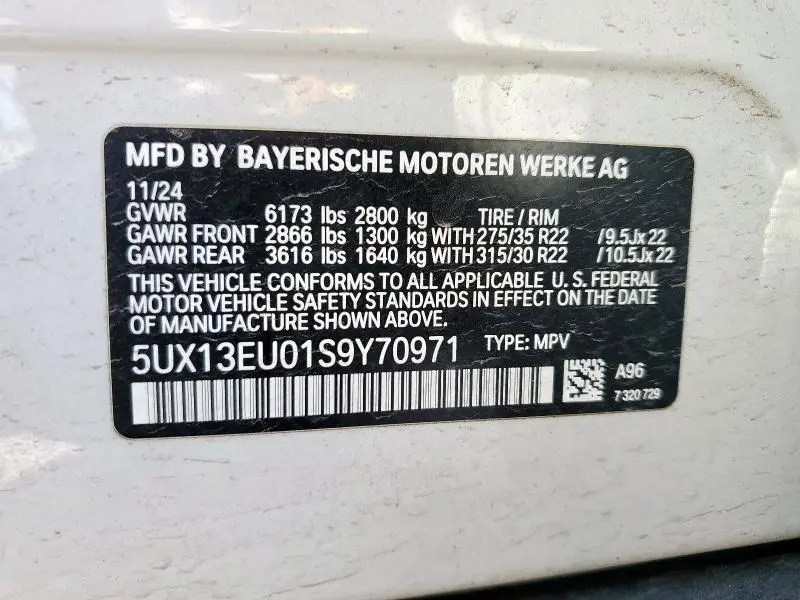 MFD BY BAYERISCHE MOTOREN WERKE AG
11/24
GVWR 6173 lbs 2800 kg TIRE / RIM
GAWR FRONT 2866 lbs 1300 kg WITH 275/35 R22 /9.5Jx22
GAWR REAR 3616 lbs 1640 kg WITH 315/30 R22 /10.5Jx22
THIS VEHICLE CONFORMS TO ALL APPLICABLE U.S. FEDERAL
MOTOR VEHICLE SAFETY STANDARDS IN EFFECT ON THE DATE
OF MANUFACTURE SHOWN ABOVE.
5UX13EU01S9Y70971 TYPE: MPV
A96
7 320 729